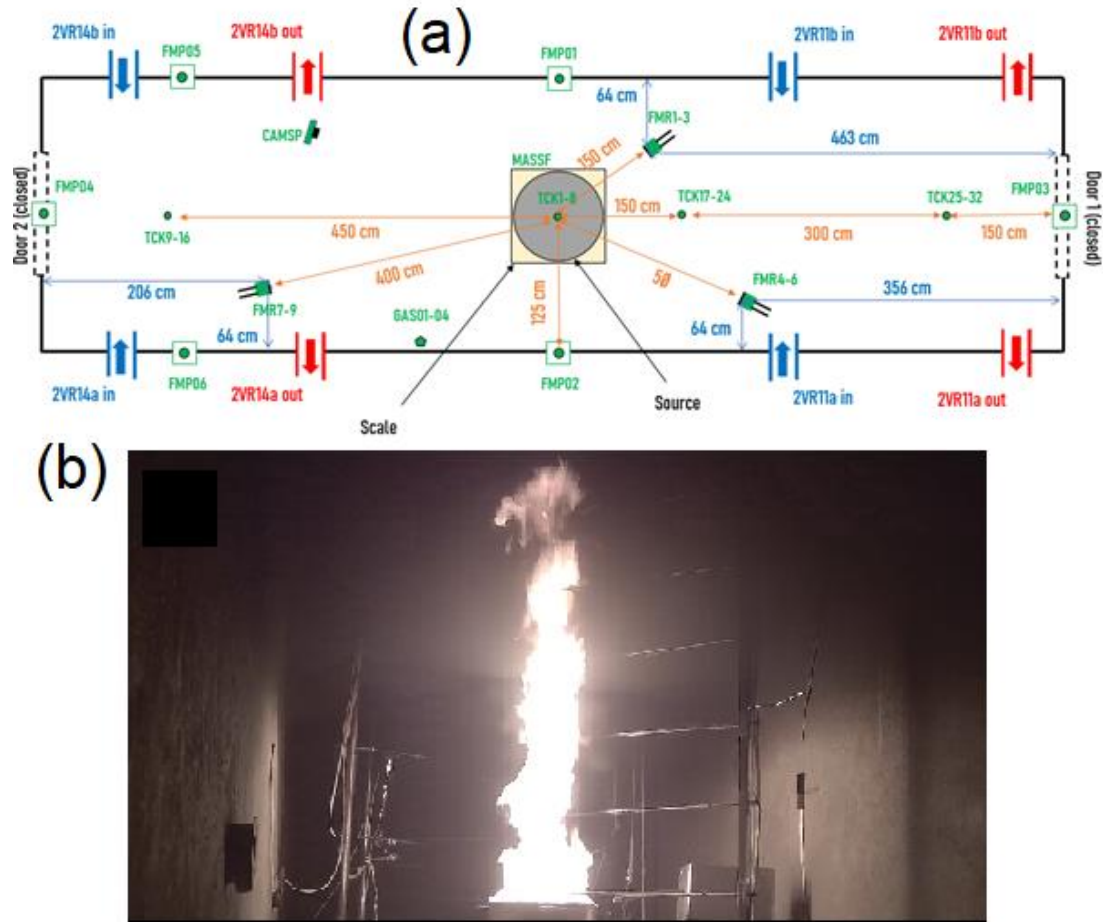 (a)
2VR14b in
FMP05
2VR14b out
FMP01
2VR11b in
2VR11b out
64 cm
FMR1-3
CAMSP
463 cm
150 cm
MASSF
Door 2 (closed)
FMP04
TCK1-8
150 cm
TCK17-24
TCK25-32
FMP03
Door 1 (closed)
TCK9-16
450 cm
300 cm
150 cm
400 cm
5Ø
206 cm
FMR7-9
125 cm
FMR4-6
356 cm
64 cm
GAS01-04
64 cm
2VR14a in
FMP06
2VR14a out
FMP02
2VR11a in
2VR11a out
Scale
Source
(b)